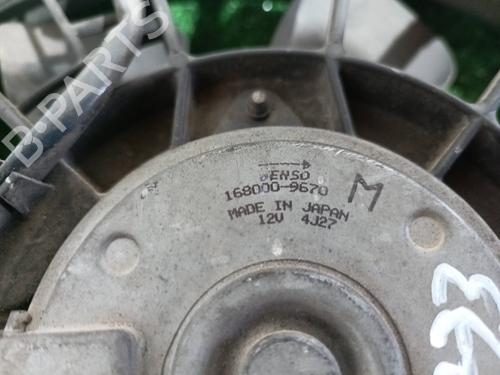 B-PARTS
DENSO
168000-9670 M
MADE IN JAPAN
12V 4J27